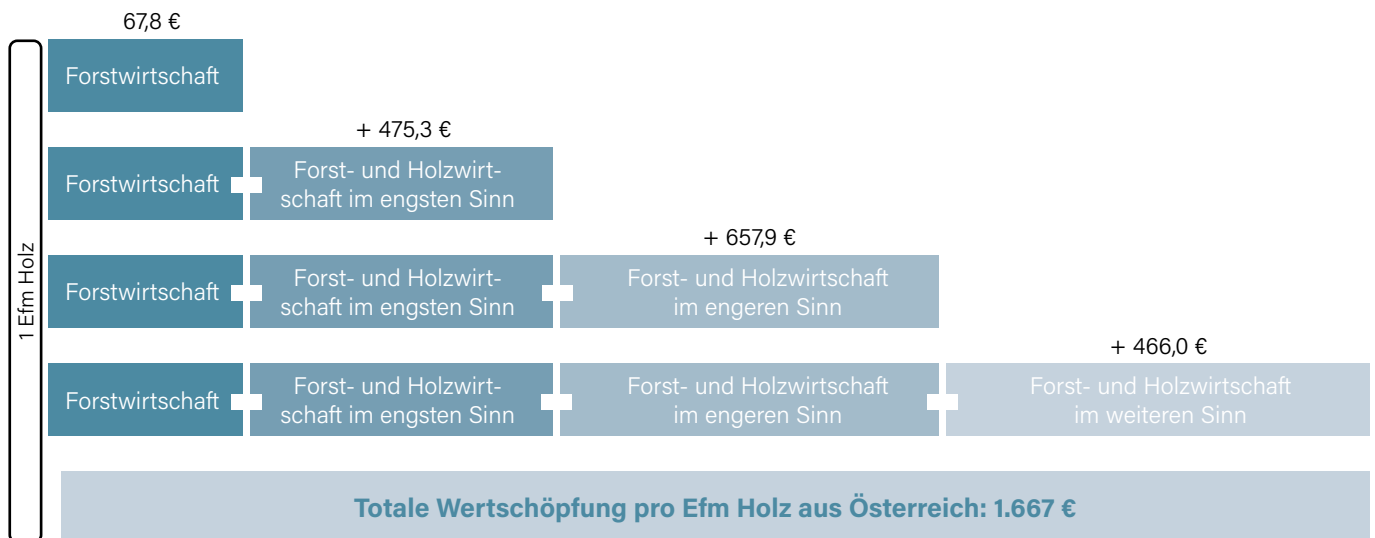 67,8 €
Forstwirtschaft
+ 475,3 €
Forstwirtschaft
Forst- und Holzwirt-
schaft im engsten Sinn
+ 657,9 €
Forstwirtschaft
Forst- und Holzwirt-
schaft im engsten Sinn
Forst- und Holzwirtschaft
im engeren Sinn
+ 466,0 €
Forstwirtschaft
Forst- und Holzwirt-
schaft im engsten Sinn
Forst- und Holzwirtschaft
im engeren Sinn
Forst- und Holzwirtschaft
im weiteren Sinn
1 Efm Holz
Totale Wertschöpfung pro Efm Holz aus Österreich: 1.667 €